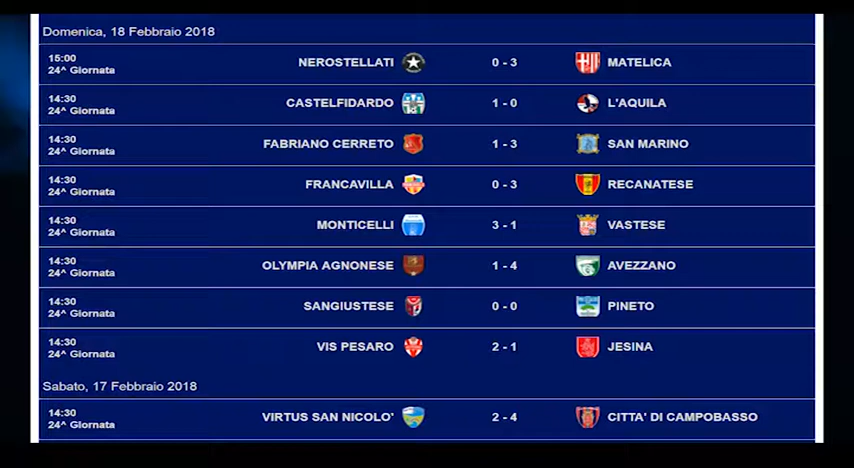 Domenica, 18 Febbraio 2018
15:00
24^ Giornata
NEROSTELLATI 0 - 3 MATELICA
14:30
24^ Giornata
CASTELFIDARDO 1 - 0 L'AQUILA
14:30
24^ Giornata
FABRIANO CERRETO 1 - 3 SAN MARINO
14:30
24^ Giornata
FRANCAVILLA 0 - 3 RECANATESE
14:30
24^ Giornata
MONTICELLI 3 - 1 VASTESE
14:30
24^ Giornata
OLYMPIA AGNONESE 1 - 4 AVEZZANO
14:30
24^ Giornata
SANGIUSTESE 0 - 0 PINETO
14:30
24^ Giornata
VIS PESARO 2 - 1 JESINA
Sabato, 17 Febbraio 2018
14:30
24^ Giornata
VIRTUS SAN NICOLO' 2 - 4 CITTA' DI CAMPOBASSO